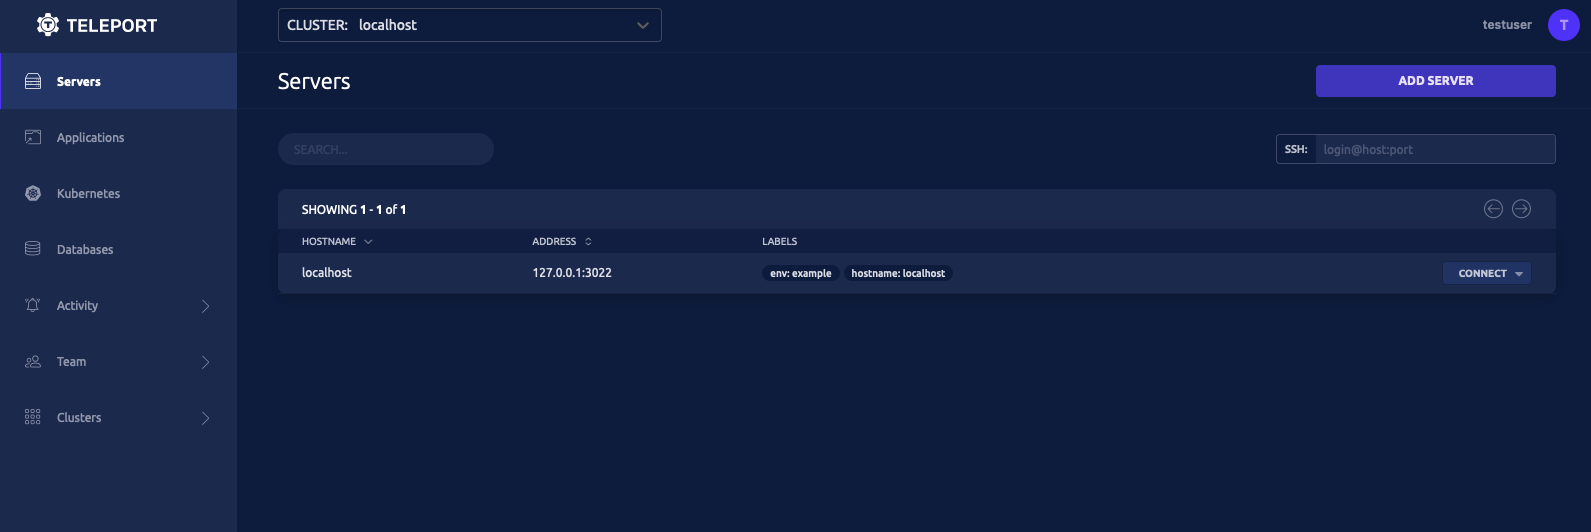 TELEPORT
CLUSTER: localhost
testuser
T
Servers
Applications
Kubernetes
Databases
Activity
Team
Clusters
Servers
ADD SERVER
SEARCH...
SSH: login@host:port
SHOWING 1 - 1 of 1
HOSTNAME ADDRESS LABELS
localhost 127.0.0.1:3022 env: example hostname: localhost CONNECT